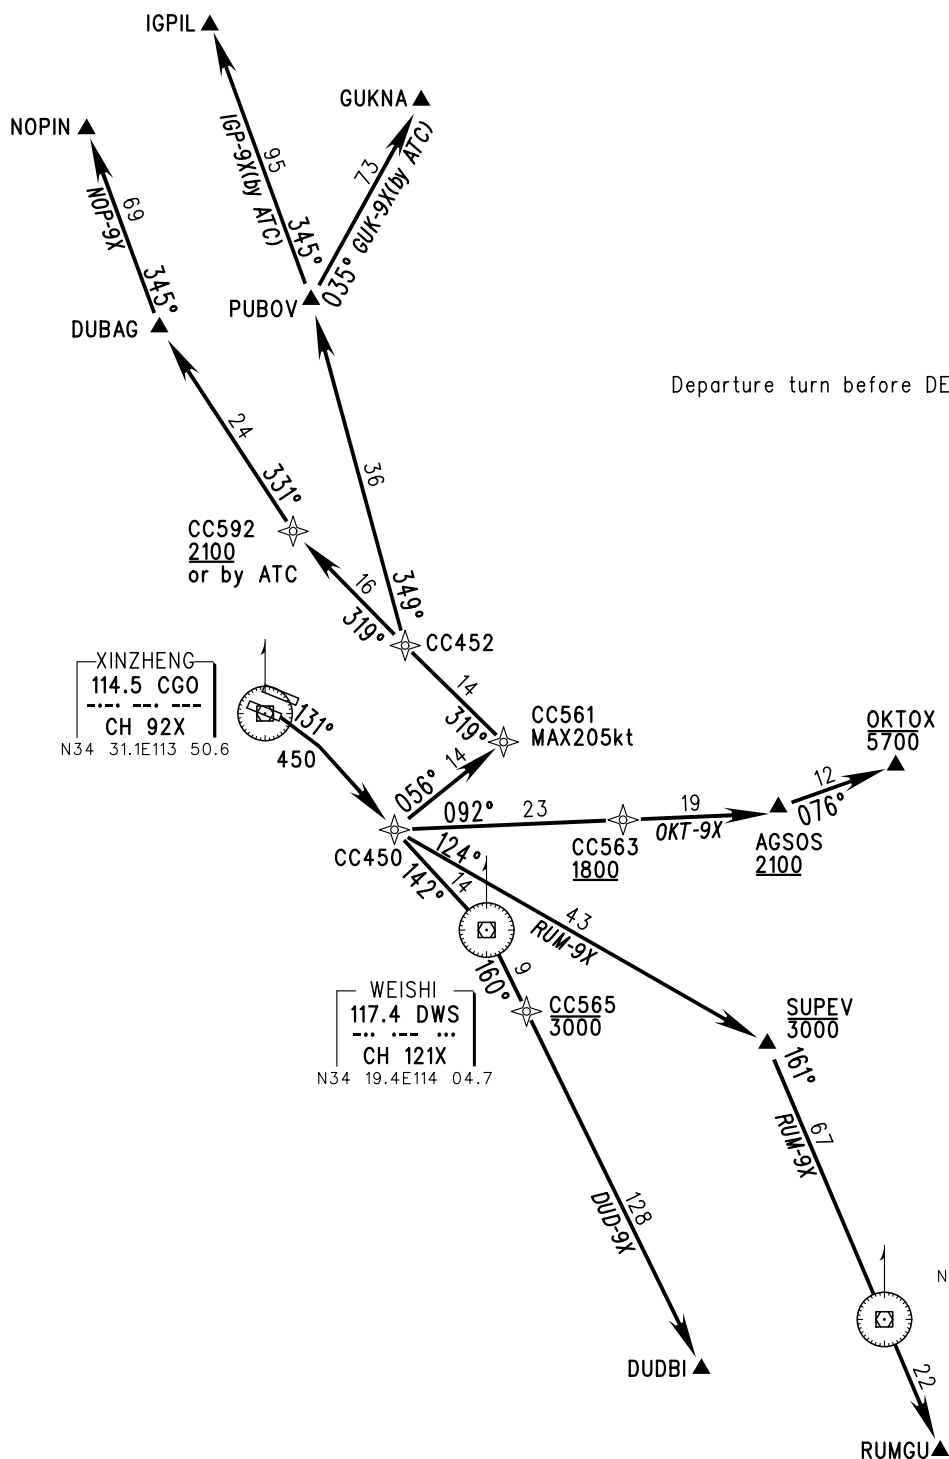 IGPIL
GUKNA
NOPIN
IGP-9X(by ATC)
95
345°
73
GUK-9X(by ATC)
035°
NOP-9X
69
345°
PUBOV
DUBAG
Departure turn before DE
24
331°
36
CC592
2100
or by ATC
16
319°
349°
CC452
XINZHENG
114.5 CGO
-·-· --· ---
CH 92X
N34 31.1E113 50.6
131°
450
14
319°
CC561
MAX205kt
14
056°
OKTOX
5700
12
076°
092°
23
19
OKT-9X
CC450
CC563
1800
AGSOS
2100
124°
142°
14
43
RUM-9X
160°
9
WEISHI
117.4 DWS
-·· ·-- ···
CH 121X
N34 19.4E114 04.7
CC565
3000
SUPEV
3000
161°
67
RUM-9X
128
DUD-9X
N
DUDBI
22
RUMGU